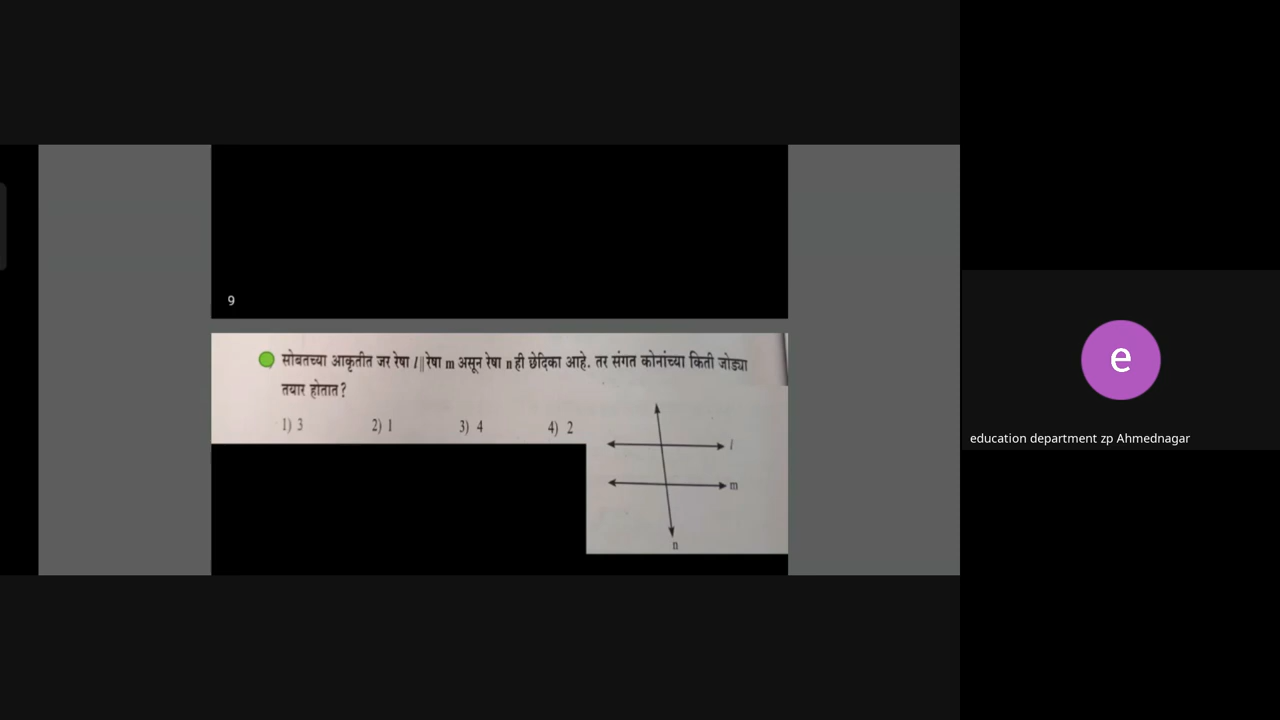 9
सोबतच्या आकृतीत जर रेषा l || रेषा m असून रेषा n ही छेदिका आहे. तर संगत कोनांच्या किती जोड्या
तयार होतात ?
1) 3 2) 1 3) 4 4) 2
l
m
n
e
education department zp Ahmednagar